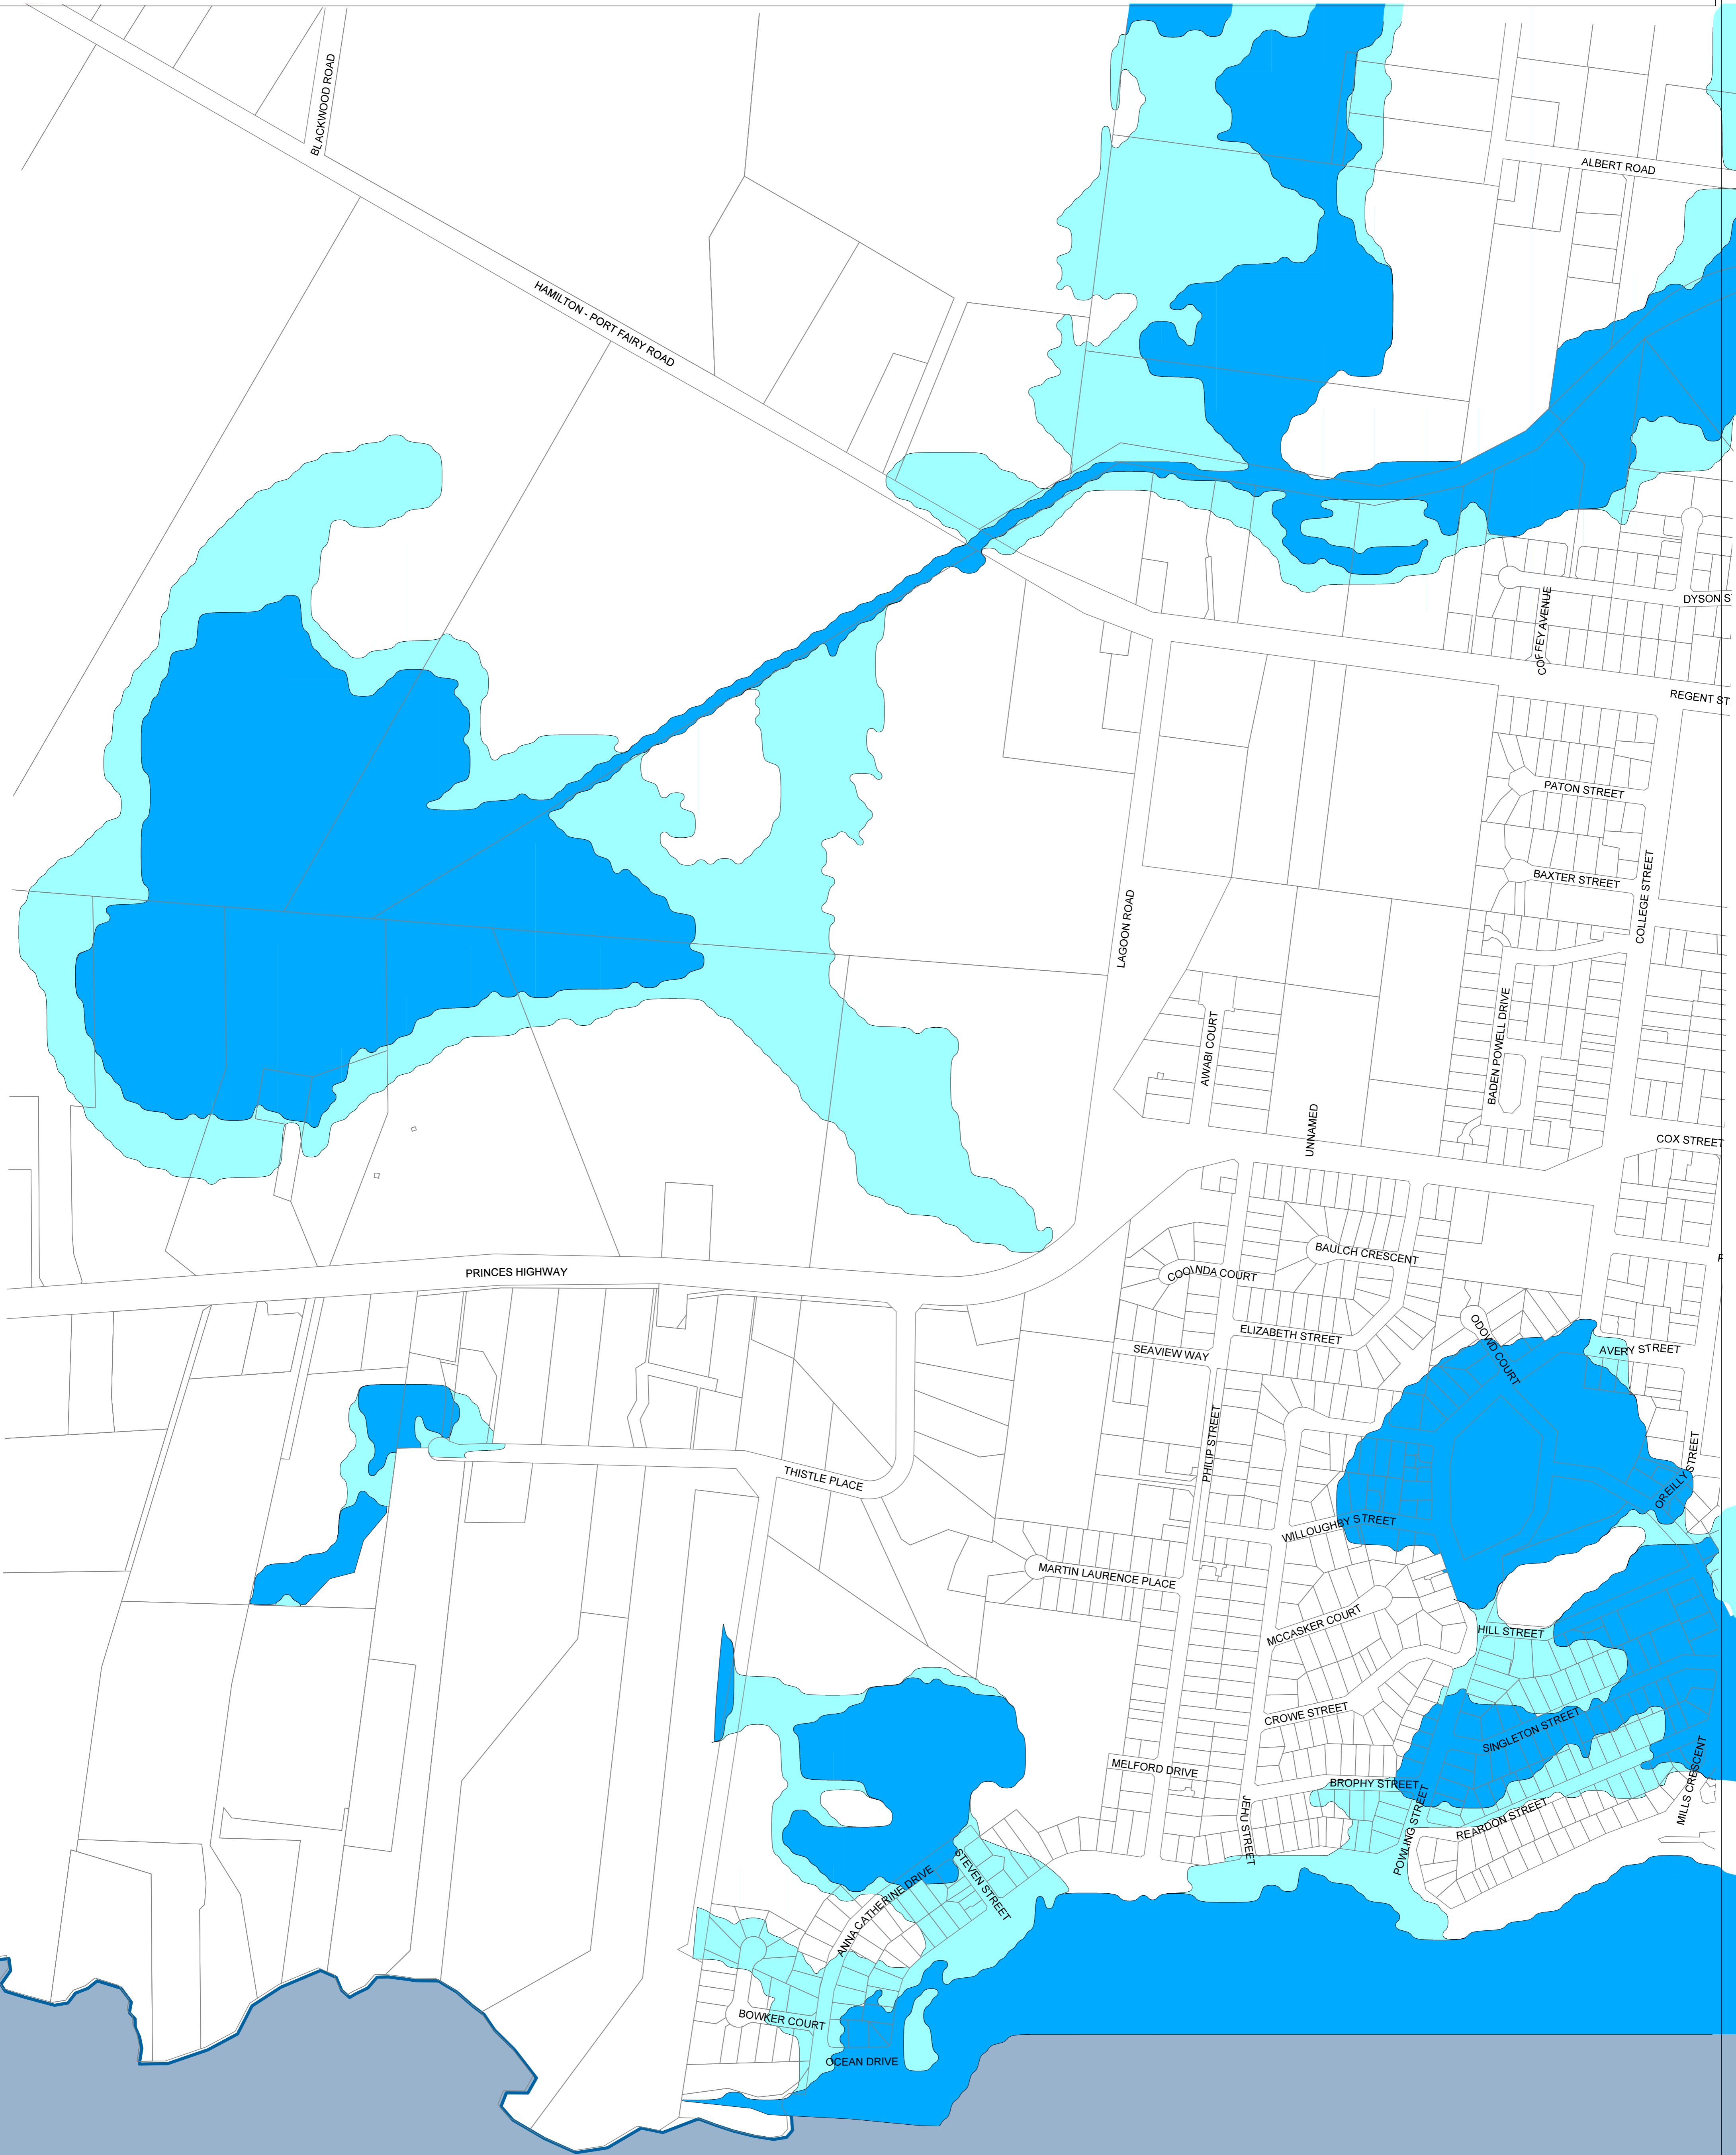 BLACKWOOD ROAD
ALBERT ROAD
HAMILTON - PORT FAIRY ROAD
DYSON S
COFFEY AVENUE
REGENT ST
PATON STREET
BAXTER STREET
COLLEGE STREET
LAGOON ROAD
BADEN POWELL DRIVE
AWABI COURT
UNNAMED
COX STREET
BAULCH CRESCENT
PRINCES HIGHWAY
COOINDA COURT
ELIZABETH STREET
ODOWD COURT
SEAVIEW WAY
AVERY STREET
PHILIP STREET
THISTLE PLACE
OREILLY STREET
WILLOUGHBY STREET
MARTIN LAURENCE PLACE
MCCASKER COURT
HILL STREET
CROWE STREET
SINGLETON STREET
MELFORD DRIVE
BROPHY STREET
MILLS CRESCENT
JEHU STREET
POWLING STREET
REARDON STREET
STEVEN STREET
ANNA CATHERINE DRIVE
BOWKER COURT
OCEAN DRIVE